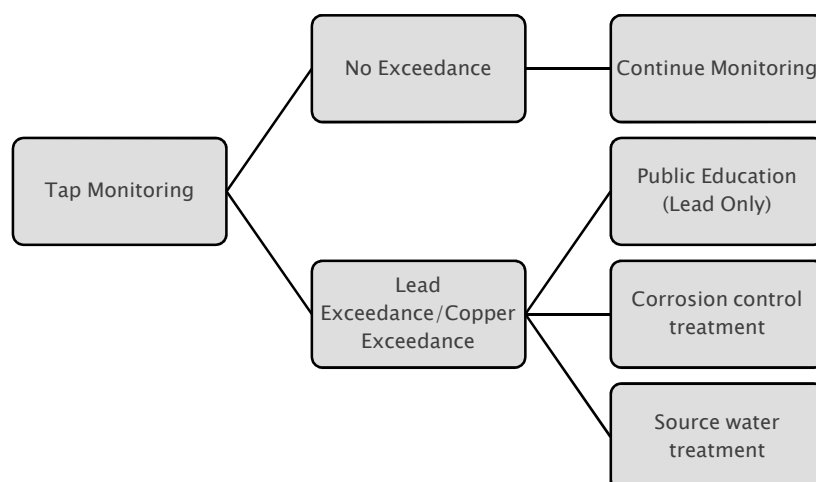 No Exceedance
Continue Monitoring
Tap Monitoring
Public Education
(Lead Only)
Lead
Exceedance/Copper
Exceedance
Corrosion control
treatment
Source water
treatment